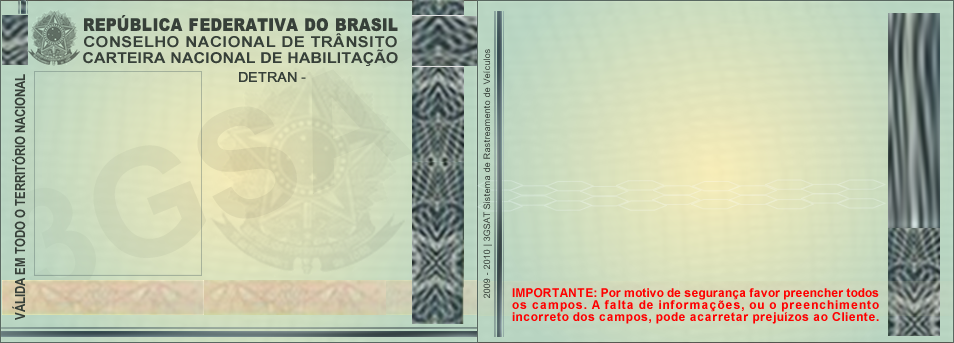 REPÚBLICA FEDERATIVA DO BRASIL
CONSELHO NACIONAL DE TRÂNSITO
CARTEIRA NACIONAL DE HABILITAÇÃO
DETRAN -
VÁLIDA EM TODO O TERRITÓRIO NACIONAL
3GS
2009 - 2010 | 3GSAT Sistema de Rastreamento de Veículos
IMPORTANTE: Por motivo de segurança favor preencher todos
os campos. A falta de informações, ou o preenchimento
incorreto dos campos, pode acarretar prejuizos ao Cliente.